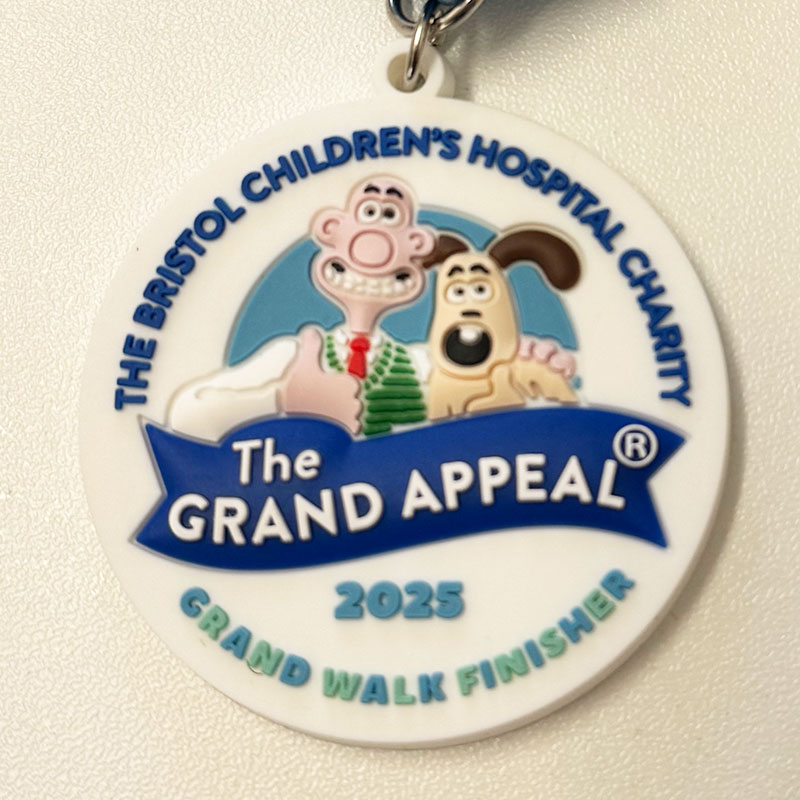 THE BRISTOL CHILDREN'S HOSPITAL CHARITY
The
GRAND APPEAL®
2025
GRAND WALK FINISHER